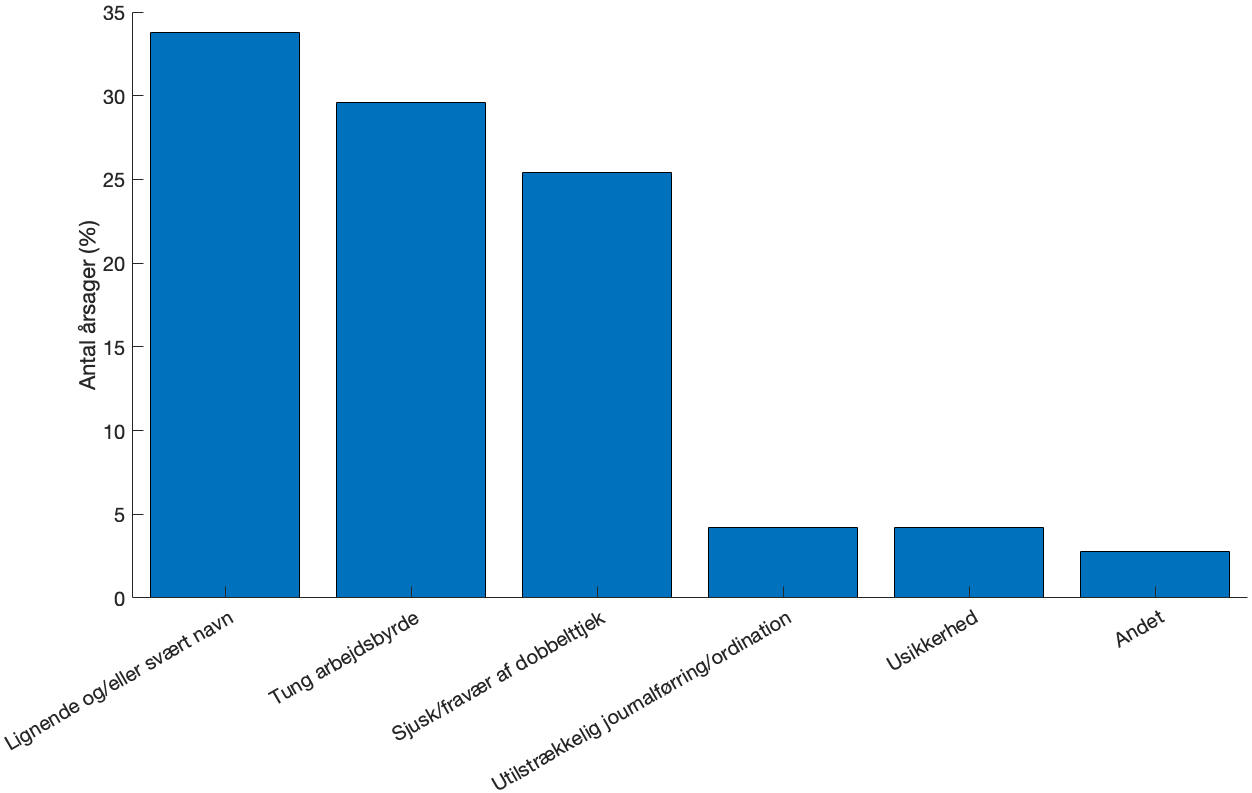 35
30
25
20
15
10
5
0
Antal årsager (%)
Lignende og/eller svært navn
Tung arbejdsbyrde
Sjusk/fravær af dobbelttjek
Utilstrækkelig journalførring/ordination
Usikkerhed
Andet